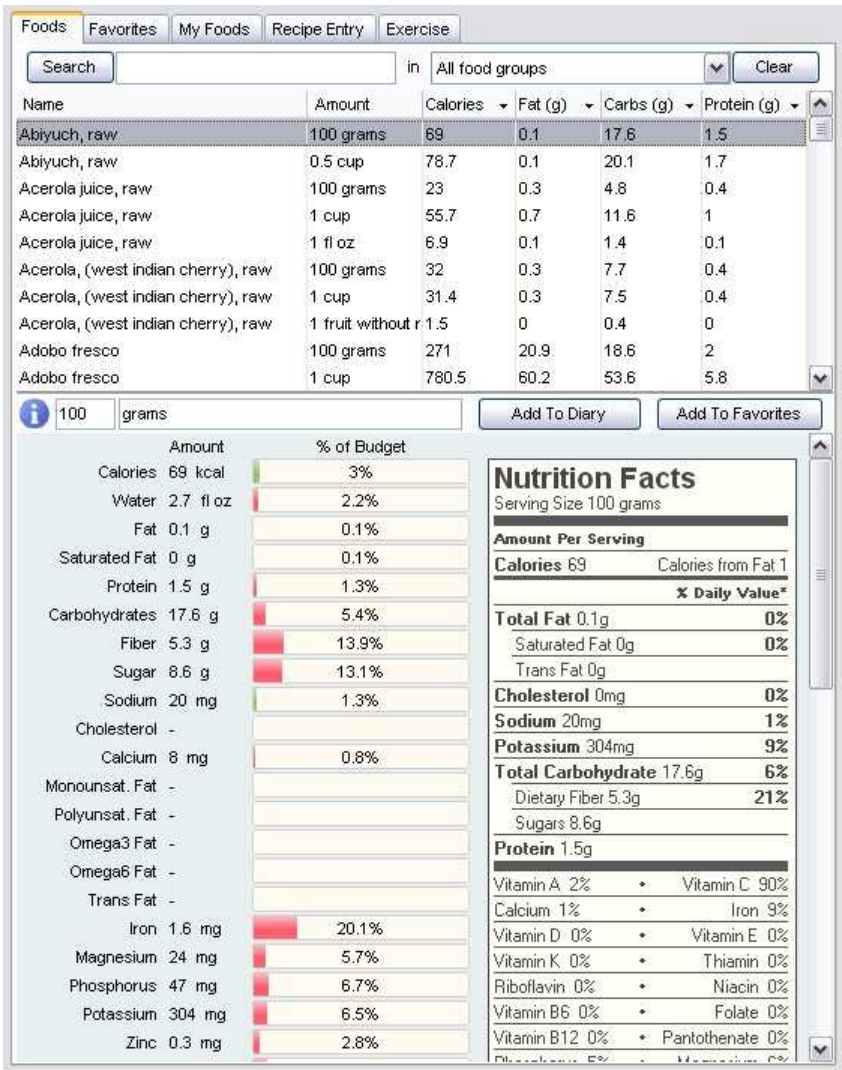 Foods Favorites My Foods Recipe Entry Exercise
Search in All food groups Clear
Name Amount Calories Fat (g) Carbs (g) Protein (g)
Abiyuch, raw 100 grams 69 0.1 17.6 1.5
Abiyuch, raw 0.5 cup 78.7 0.1 20.1 1.7
Acerola juice, raw 100 grams 23 0.3 4.8 0.4
Acerola juice, raw 1 cup 55.7 0.7 11.6 1
Acerola juice, raw 1 fl oz 6.9 0.1 1.4 0.1
Acerola, (west indian cherry), raw 100 grams 32 0.3 7.7 0.4
Acerola, (west indian cherry), raw 1 cup 31.4 0.3 7.5 0.4
Acerola, (west indian cherry), raw 1 fruit without 1.5 0 0.4 0
Adobo fresco 100 grams 271 20.9 18.6 2
Adobo fresco 1 cup 780.5 60.2 53.6 5.8
i 100 grams Add To Diary Add To Favorites
Amount % of Budget
Calories 69 kcal 3%
Water 2.7 fl oz 2.2%
Fat 0.1 g 0.1%
Saturated Fat 0 g 0.1%
Protein 1.5 g 1.3%
Carbohydrates 17.6 g 5.4%
Fiber 5.3 g 13.9%
Sugar 8.6 g 13.1%
Sodium 20 mg 1.3%
Cholesterol -
Calcium 8 mg 0.8%
Monounsat. Fat -
Polyunsat. Fat -
Omega3 Fat -
Omega6 Fat -
Trans Fat -
Iron 1.6 mg 20.1%
Magnesium 24 mg 5.7%
Phosphorus 47 mg 6.7%
Potassium 304 mg 6.5%
Zinc 0.3 mg 2.8%
Nutrition Facts
Serving Size 100 grams
Amount Per Serving
Calories 69 Calories from Fat 1
% Daily Value*
Total Fat 0.1g 0%
Saturated Fat 0g 0%
Trans Fat 0g
Cholesterol 0mg 0%
Sodium 20mg 1%
Potassium 304mg 9%
Total Carbohydrate 17.6g 6%
Dietary Fiber 5.3g 21%
Sugars 8.6g
Protein 1.5g
Vitamin A 2% • Vitamin C 90%
Calcium 1% • Iron 9%
Vitamin D 0% • Vitamin E 0%
Vitamin K 0% • Thiamin 0%
Riboflavin 0% • Niacin 0%
Vitamin B6 0% • Folate 0%
Vitamin B12 0% • Pantothenate 0%